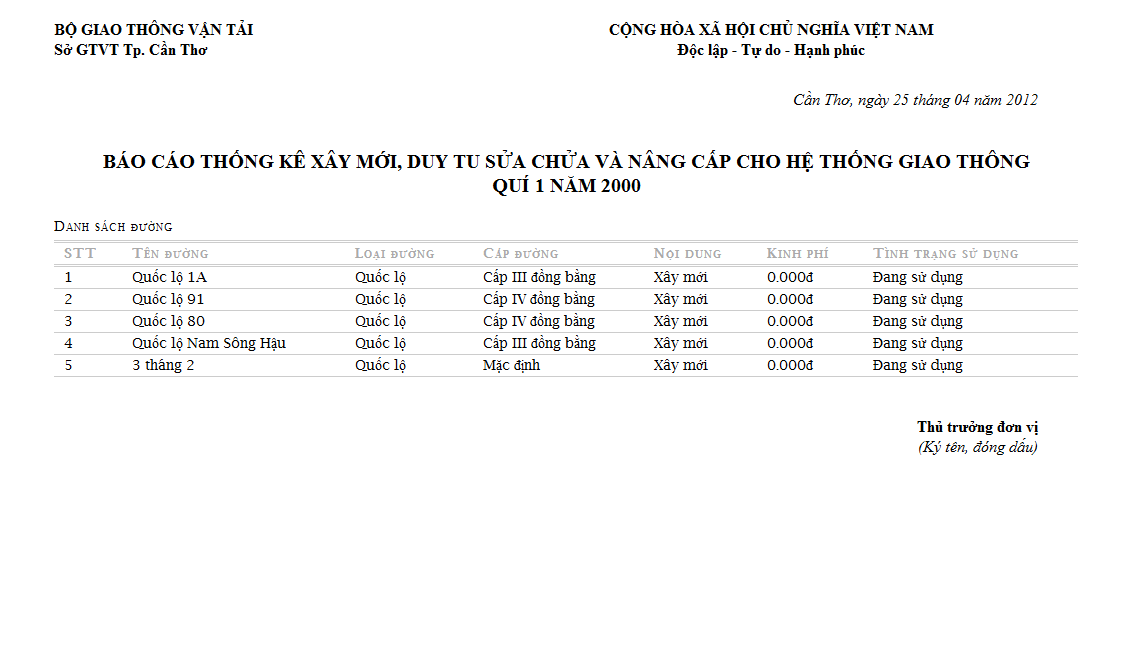 BỘ GIAO THÔNG VẬN TẢI
Sở GTVT Tp. Cần Thơ
CỘNG HÒA XÃ HỘI CHỦ NGHĨA VIỆT NAM
Độc lập - Tự do - Hạnh phúc
Cần Thơ, ngày 25 tháng 04 năm 2012
BÁO CÁO THỐNG KÊ XÂY MỚI, DUY TU SỬA CHỬA VÀ NÂNG CẤP CHO HỆ THỐNG GIAO THÔNG
QUÍ 1 NĂM 2000
Danh sách đường
STT Tên đường Loại đường Cấp đường Nội dung Kinh phí Tình trạng sử dụng
1 Quốc lộ 1A Quốc lộ Cấp III đồng bằng Xây mới 0.000đ Đang sử dụng
2 Quốc lộ 91 Quốc lộ Cấp IV đồng bằng Xây mới 0.000đ Đang sử dụng
3 Quốc lộ 80 Quốc lộ Cấp IV đồng bằng Xây mới 0.000đ Đang sử dụng
4 Quốc lộ Nam Sông Hậu Quốc lộ Cấp III đồng bằng Xây mới 0.000đ Đang sử dụng
5 3 tháng 2 Quốc lộ Mặc định Xây mới 0.000đ Đang sử dụng
Thủ trưởng đơn vị
(Ký tên, đóng dấu)